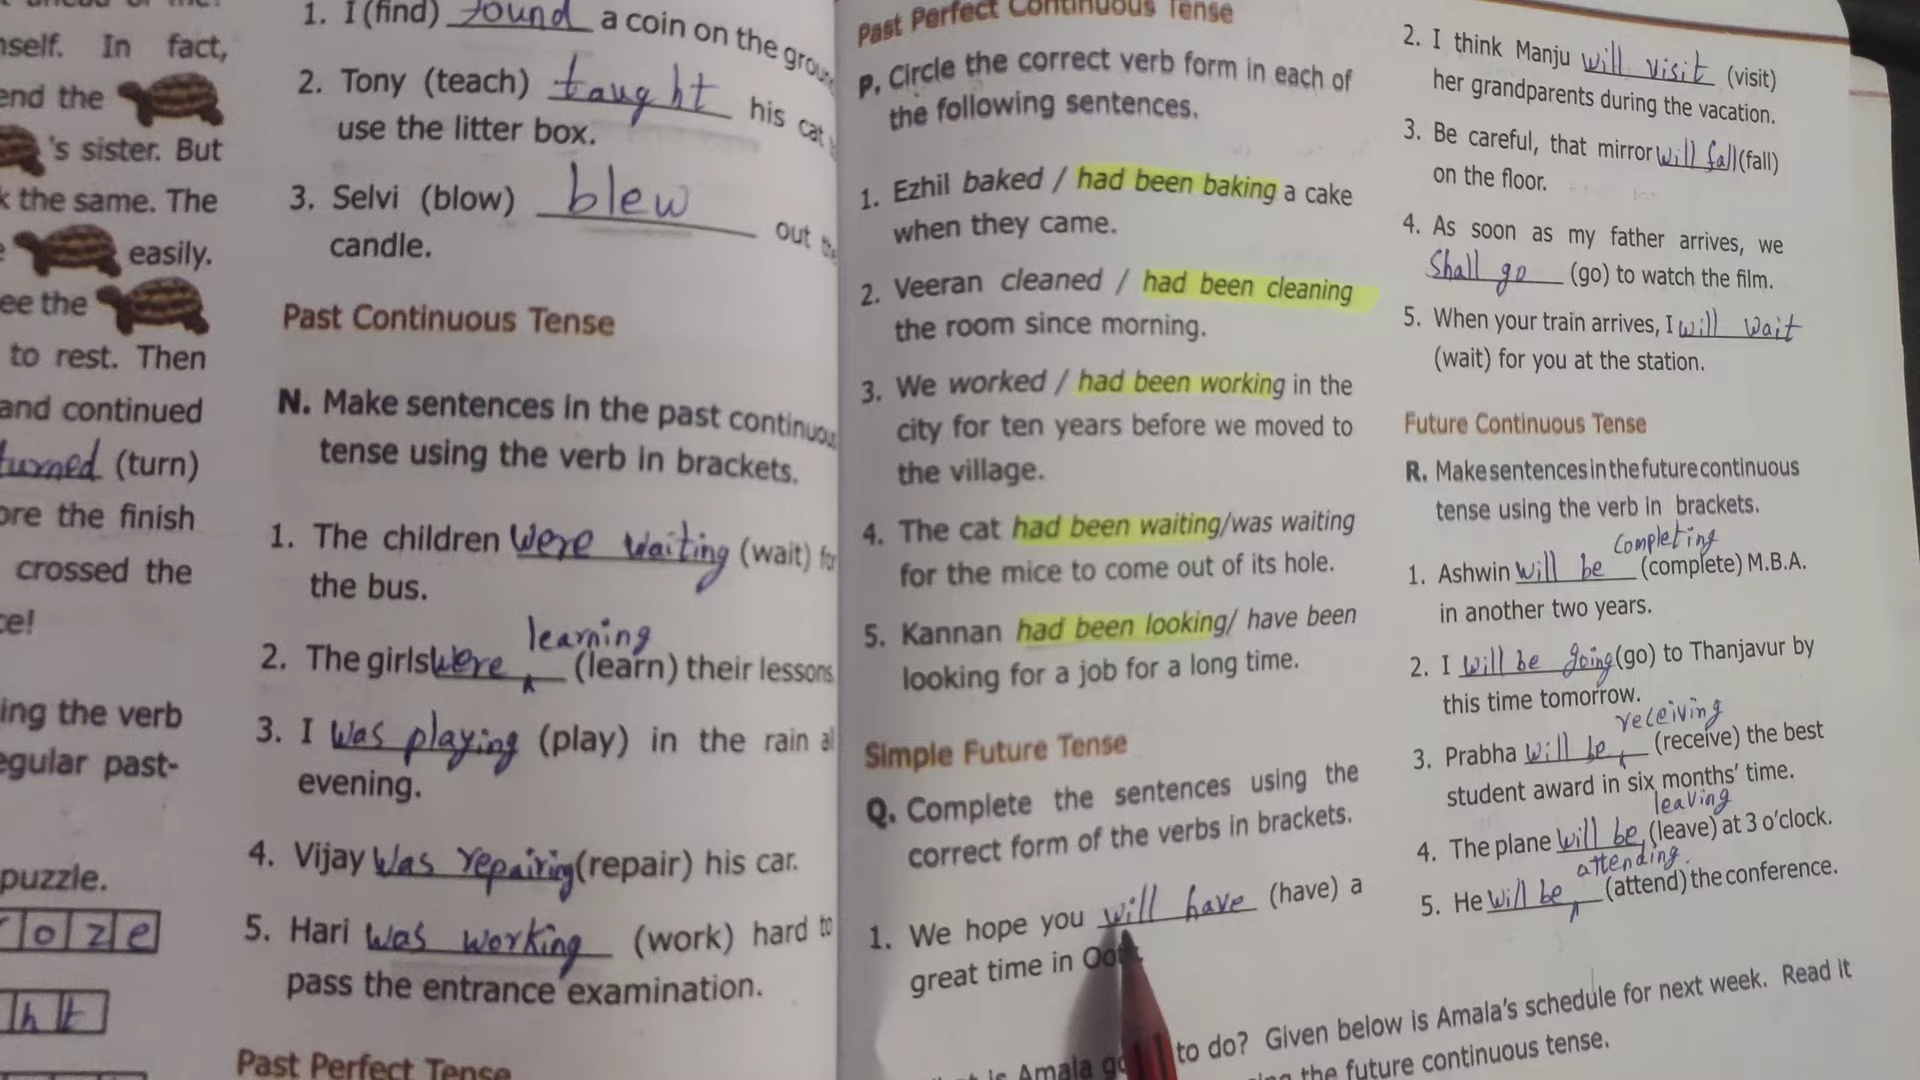 self. In fact,
end the
's sister. But
the same. The
easily.
ee the
to rest. Then
and continued
turned (turn)
ore the finish
crossed the
ce!
ing the verb
egular past-
puzzle.
o z e
h t
1. I (find) found a coin on the
2. Tony (teach) taught his cat
use the litter box.
3. Selvi (blow) blew out the
candle.
Past Continuous Tense
N. Make sentences in the past continuous
tense using the verb in brackets.
1. The children were waiting (wait) for
the bus.
learning
2. The girls were (learn) their lessons
3. I was playing (play) in the rain al
evening.
4. Vijay was repairing (repair) his car.
5. Hari was working (work) hard to
pass the entrance examination.
Past Perfect Tense
Past Perfect Continuous Tense
P. Circle the correct verb form in each of
the following sentences.
1. Ezhil baked / had been baking a cake
when they came.
2. Veeran cleaned / had been cleaning
the room since morning.
3. We worked / had been working in the
city for ten years before we moved to
the village.
4. The cat had been waiting/was waiting
for the mice to come out of its hole.
5. Kannan had been looking/ have been
looking for a job for a long time.
Simple Future Tense
Q. Complete the sentences using the
correct form of the verbs in brackets.
1. We hope you will have (have) a
great time in
2. I think Manju will visit (visit)
her grandparents during the vacation.
3. Be careful, that mirror will fall (fall)
on the floor.
4. As soon as my father arrives, we
Shall go (go) to watch the film.
5. When your train arrives, I will wait
(wait) for you at the station.
Future Continuous Tense
R. Make sentences in the future continuous
tense using the verb in brackets.
completing
1. Ashwin will be (complete) M.B.A.
in another two years.
2. I will be going (go) to Thanjavur by
this time tomorrow.
receiving
3. Prabha will be (receive) the best
student award in six months' time.
leaving
4. The plane will be (leave) at 3 o'clock.
attending.
5. He will be (attend) the conference.
is Amala to do? Given below is Amala's schedule for next week. Read it
the future continuous tense.